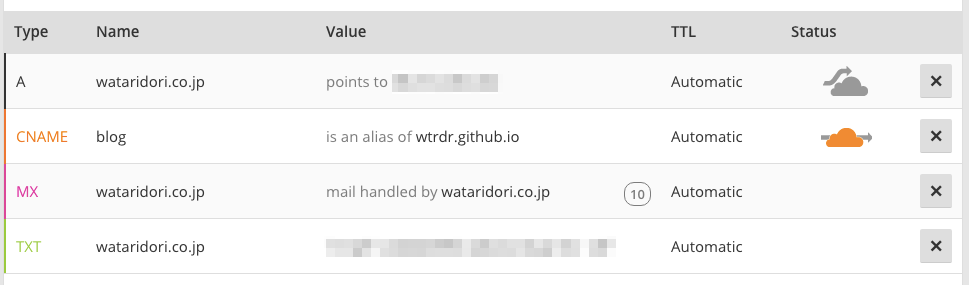 Type Name Value TTL Status
A wataridori.co.jp points to Automatic ×
CNAME blog is an alias of wtrdr.github.io Automatic ×
MX wataridori.co.jp mail handled by wataridori.co.jp 10 Automatic ×
TXT wataridori.co.jp Automatic ×